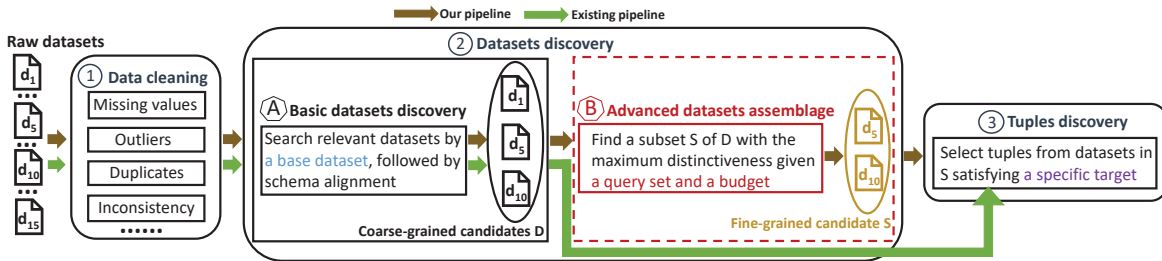 Our pipeline
Existing pipeline
Raw datasets
d1
...
d5
d10
...
d15
1 Data cleaning
Missing values
Outliers
Duplicates
Inconsistency
......
2 Datasets discovery
A Basic datasets discovery
Search relevant datasets by
a base dataset, followed by
schema alignment
d1
d5
d10
Coarse-grained candidates D
B Advanced datasets assemblage
Find a subset S of D with the
maximum distinctiveness given
a query set and a budget
d5
d10
Fine-grained candidate S
3 Tuples discovery
Select tuples from datasets in
S satisfying a specific target